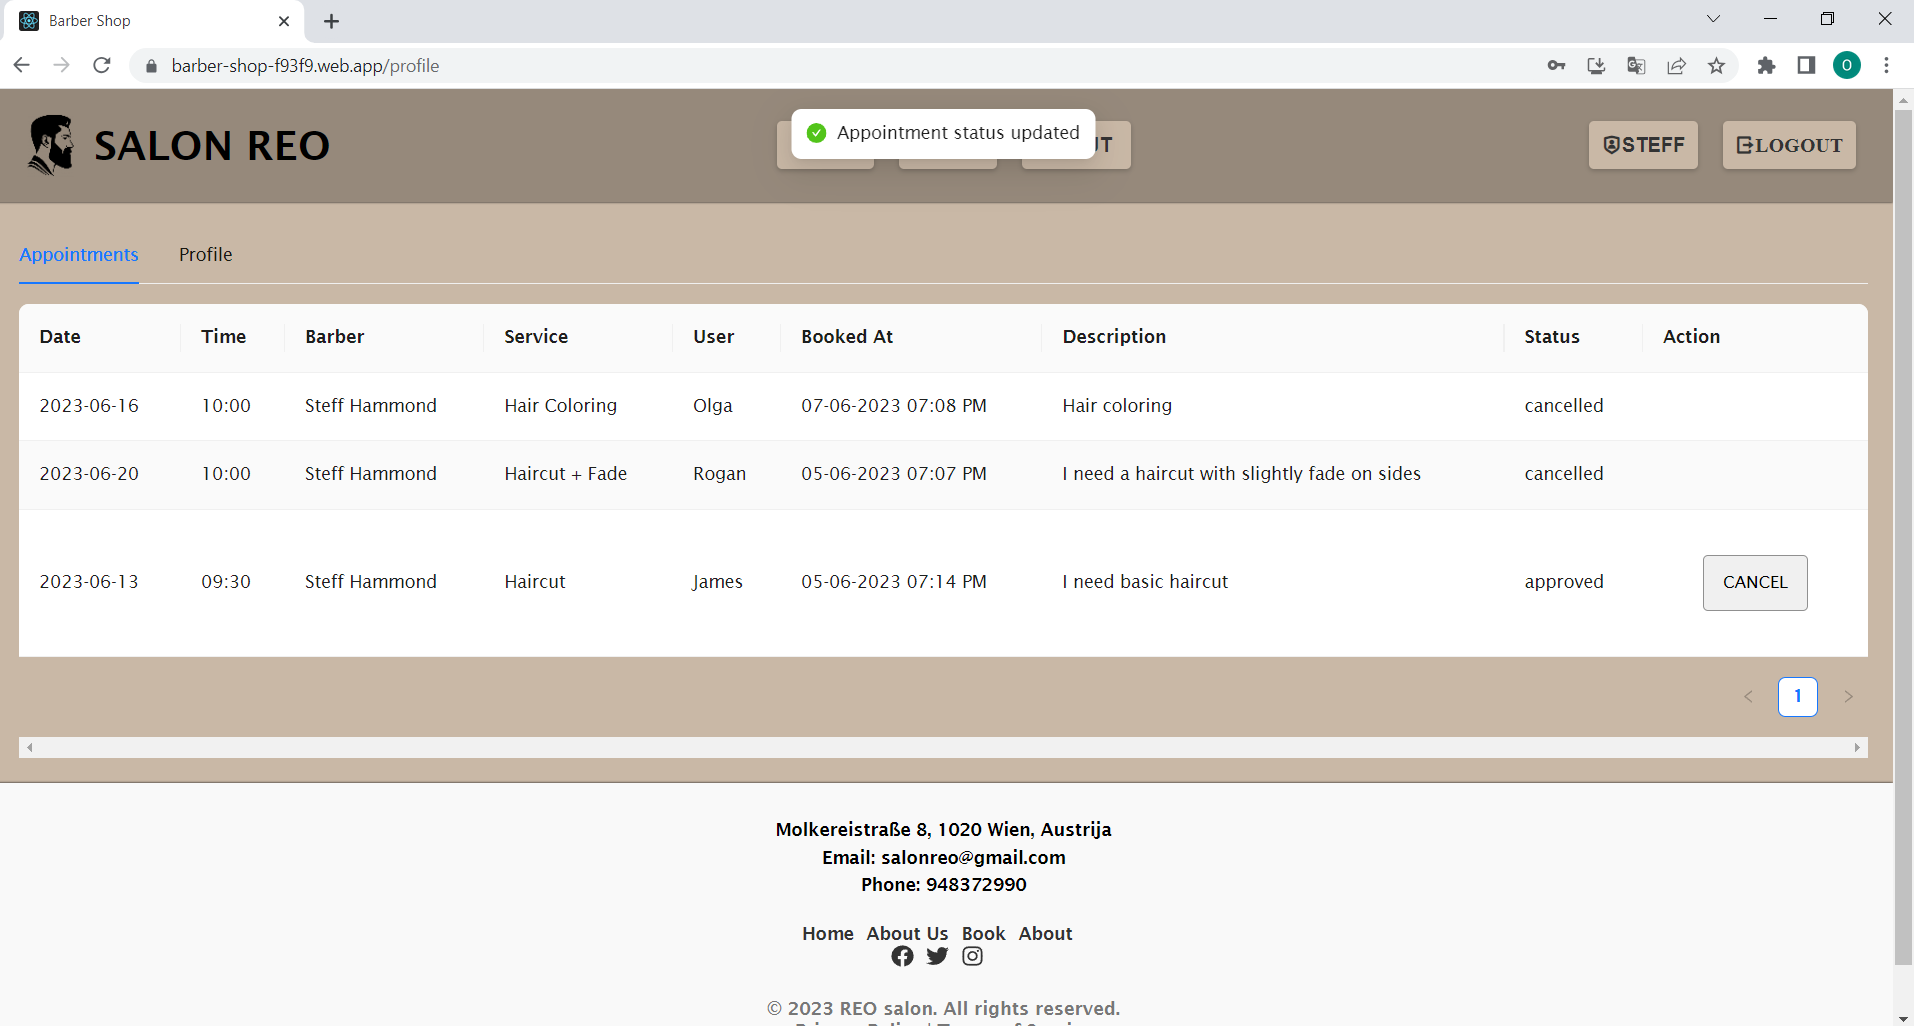 Barber Shop
barber-shop-f93f9.web.app/profile
O
SALON REO
Appointment status updated
STEFF
LOGOUT
Appointments Profile
Date Time Barber Service User Booked At Description Status Action
2023-06-16 10:00 Steff Hammond Hair Coloring Olga 07-06-2023 07:08 PM Hair coloring cancelled
2023-06-20 10:00 Steff Hammond Haircut + Fade Rogan 05-06-2023 07:07 PM I need a haircut with slightly fade on sides cancelled
2023-06-13 09:30 Steff Hammond Haircut James 05-06-2023 07:14 PM I need basic haircut approved CANCEL
1
Molkereistraße 8, 1020 Wien, Austrija
Email: salonreo@gmail.com
Phone: 948372990
Home About Us Book About
© 2023 REO salon. All rights reserved.